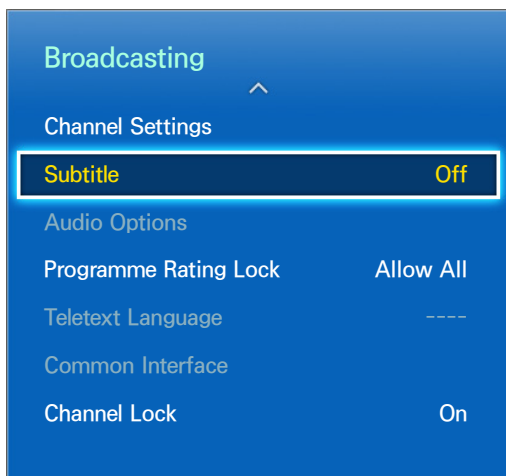 Broadcasting
Channel Settings
Subtitle Off
Audio Options
Programme Rating Lock Allow All
Teletext Language ----
Common Interface
Channel Lock On